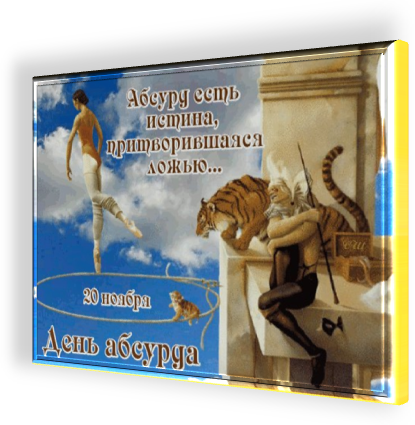 Абсурд есть
истина,
притворившаяся
ложью...
20 ноября
День абсурда